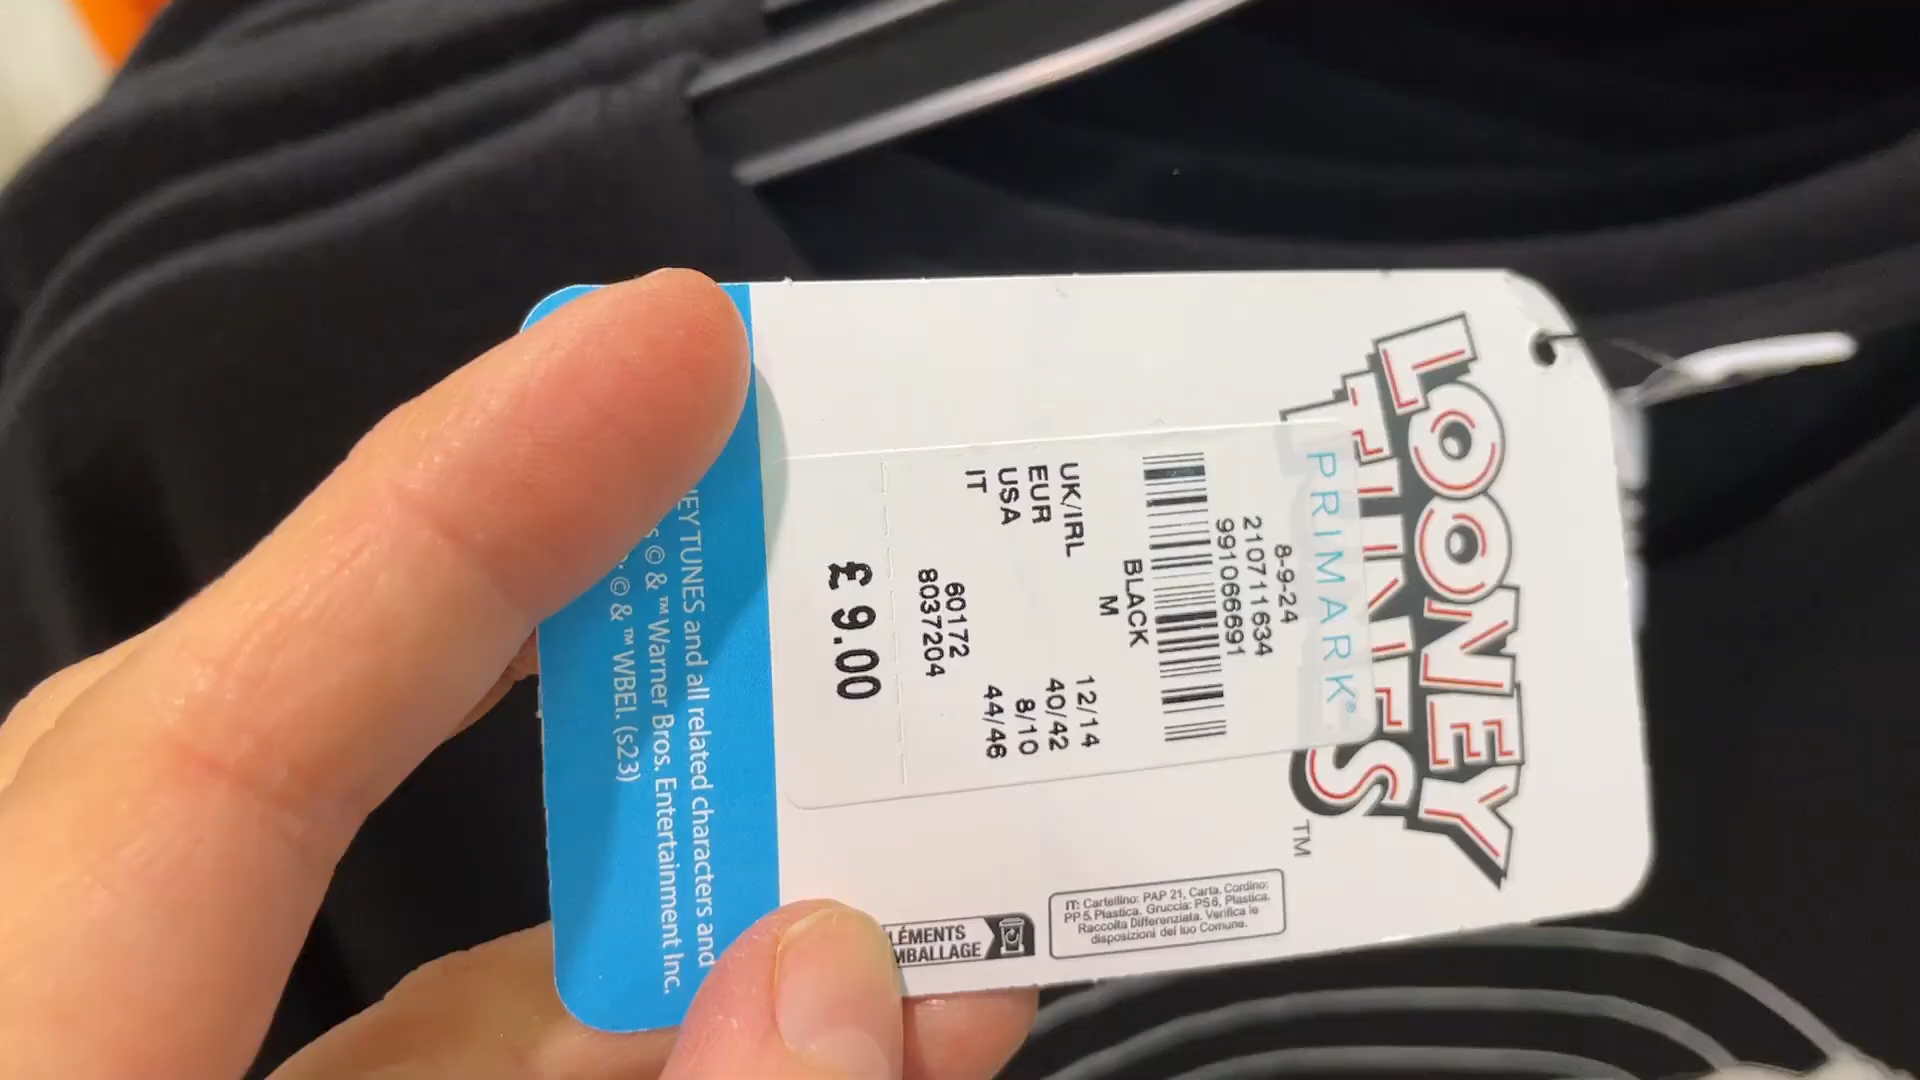 LOONEY
TUNES
TM
PRIMARK®
8-9-24
210711634
991066691
BLACK
M
UK/IRL 12/14
EUR 40/42
USA 8/10
IT 44/46
60172
8037204
£ 9.00
IT: Cartellino: PAP 21, Carta. Cordino:
PP 5, Plastica. Gruccia: PS 6, Plastica.
Raccolta Differenziata. Verifica le
disposizioni del tuo Comune.
TUNES and all related characters and
© & ™ Warner Bros. Entertainment Inc.
© & ™ WBEI. (s23)